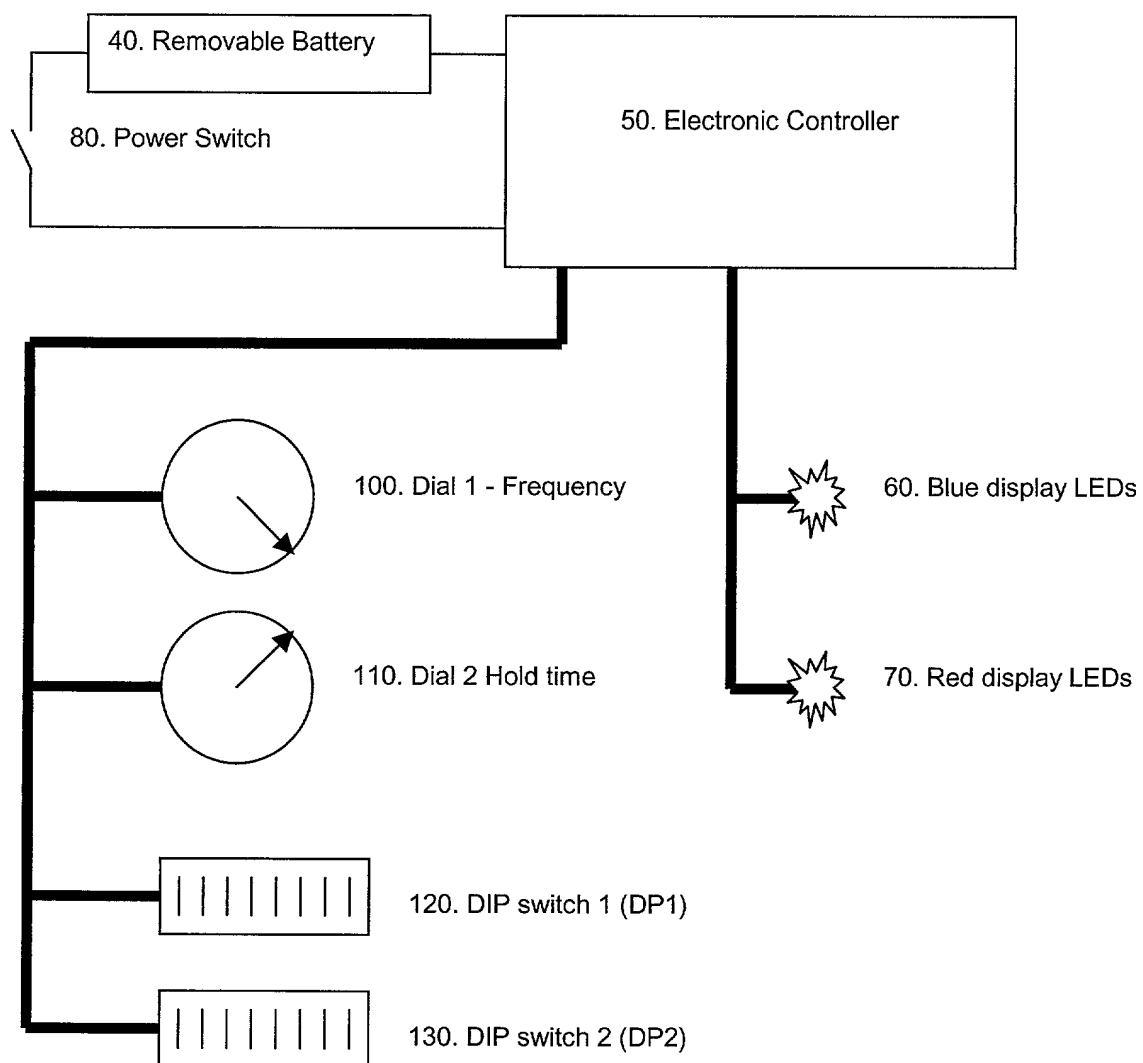 40. Removable Battery
80. Power Switch
50. Electronic Controller
100. Dial 1 - Frequency
60. Blue display LEDs
110. Dial 2 Hold time
70. Red display LEDs
120. DIP switch 1 (DP1)
130. DIP switch 2 (DP2)